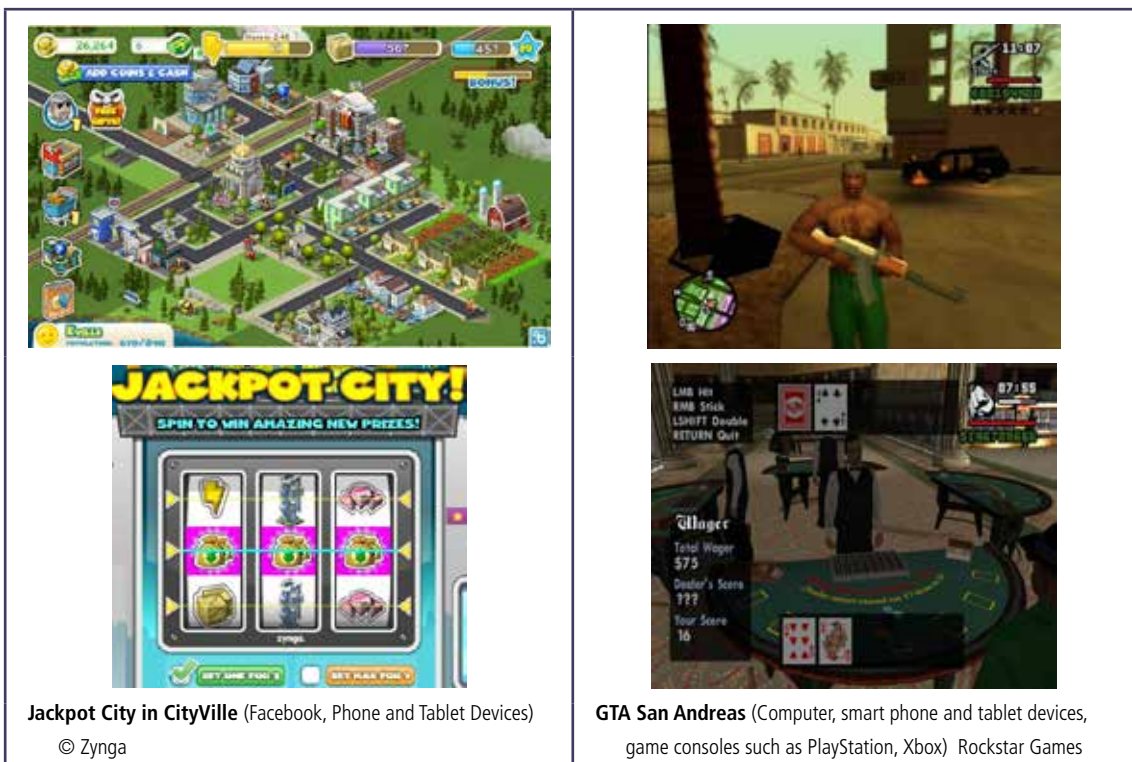 26,264
6
567
45?
ADD COINS & CASH
BONUS!
JACKPOT CITY!
SPIN TO WIN AMAZING NEW PRIZES!
zynga
Jackpot City in CityVille (Facebook, Phone and Tablet Devices)
© Zynga
11:07
07:55
LMB Hit
RMB Stick
LSHIFT Double
RETURN Quit
Wager
Total Wager
$75
Dealer's Score
???
Your Score
16
GTA San Andreas (Computer, smart phone and tablet devices,
game consoles such as PlayStation, Xbox) Rockstar Games